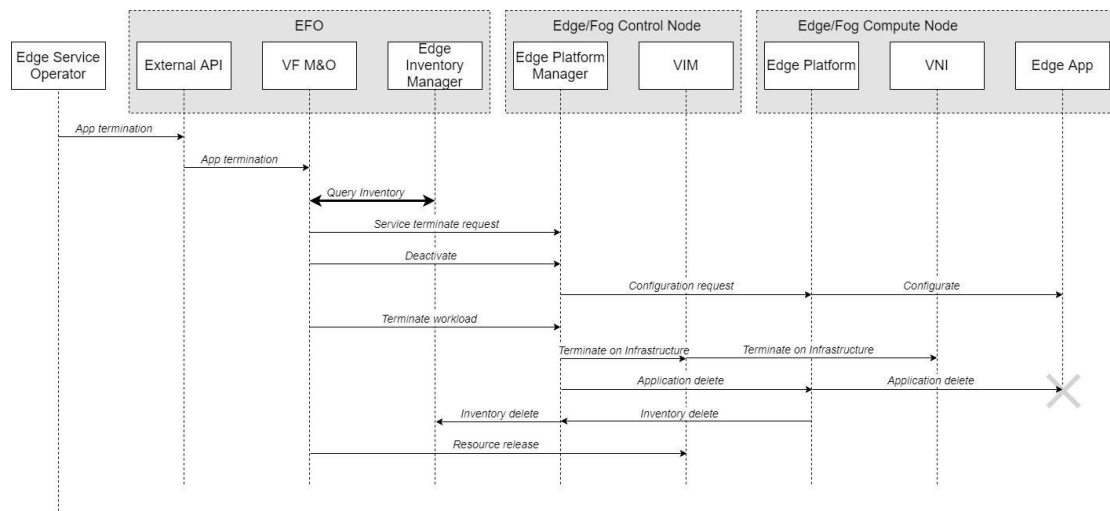 EFO
Edge/Fog Control Node
Edge/Fog Compute Node
Edge Service
Operator
External API
VF M&O
Edge
Inventory
Manager
Edge Platform
Manager
VIM
Edge Platform
VNI
Edge App
App termination
App termination
Query Inventory
Service terminate request
Deactivate
Configuration request
Configurate
Terminate workload
Terminate on Infrastructure
Terminate on Infrastructure
Application delete
Application delete
Inventory delete
Inventory delete
Resource release